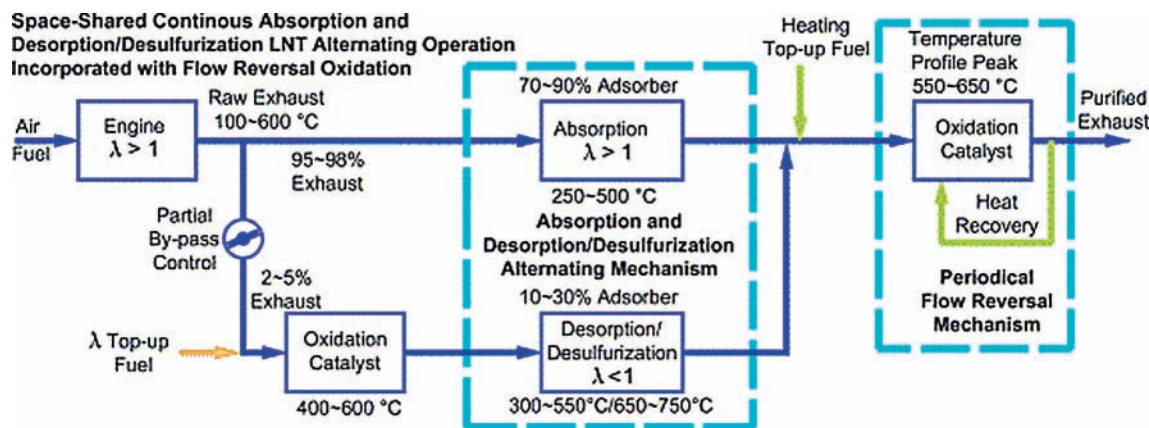 Space-Shared Continous Absorption and
Desorption/Desulfurization LNT Alternating Operation
Incorporated with Flow Reversal Oxidation
Air
Fuel
Engine
λ > 1
Raw Exhaust
100~600 °C
95~98%
Exhaust
Partial
By-pass
Control
2~5%
Exhaust
λ Top-up
Fuel
Oxidation
Catalyst
400~600 °C
70~90% Adsorber
Absorption
λ > 1
250~500 °C
Absorption and
Desorption/Desulfurization
Alternating Mechanism
10~30% Adsorber
Desorption/
Desulfurization
λ <1
300~550°C/650~750°C
Heating
Top-up Fuel
Temperature
Profile Peak
550~650 °C
Oxidation
Catalyst
Purified
Exhaust
Heat
Recovery
Periodical
Flow Reversal
Mechanism